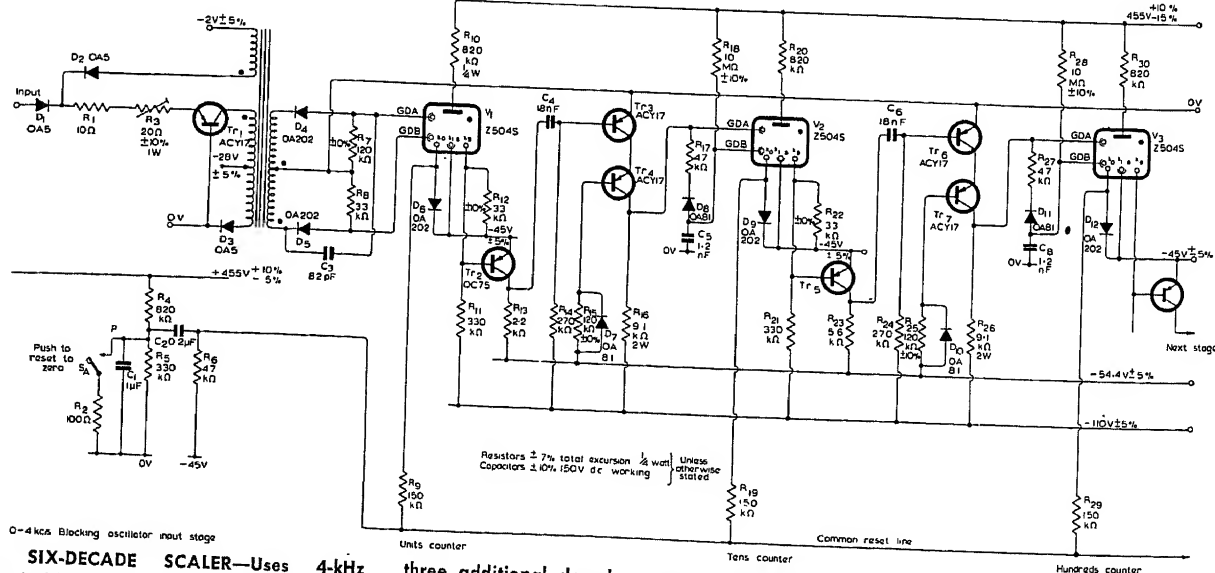 -2V±5%
D2 OA5
Input
D1
OA5
R1
10Ω
R3
20Ω
±10%
1W
Tr1
ACY17
-28V
±5%
0V
D3
OA5
D4
OA202
±10%
R7
120
kΩ
R8
33
kΩ
OA202
D5
C3
82pF
R10
820
kΩ
¼W
GDA
GDB
V1
Z504S
D6
OA
202
±10%
R12
33
kΩ
-45V
±5%
Tr2
OC75
R11
330
kΩ
R13
2·2
kΩ
C4
18nF
R14
270
kΩ
R15
120
kΩ
±10%
D7
OA
81
Tr3
ACY17
Tr4
ACY17
R16
9·1
kΩ
2W
R18
10
MΩ
±10%
R17
47
kΩ
D8
OA81
C5
1·2
nF
0V
R20
820
kΩ
GDA
GDB
V2
Z504S
D9
OA
202
±10%
R22
33
kΩ
-45V
±5%
Tr5
R21
330
kΩ
R23
5·6
kΩ
C6
18nF
R24
270
kΩ
R25
120
kΩ
±10%
D10
OA
81
Tr6
ACY17
Tr7
ACY17
R26
9·1
kΩ
2W
R28
10
MΩ
±10%
R27
47
kΩ
D11
OA81
C8
1·2
nF
0V
R30
820
kΩ
+10%
455V-15%
0V
GDA
GDB
V3
Z504S
D12
OA
202
-45V±5%
Next stage
-54.4V±5%
-110V±5%
+455V+10%
-5%
R4
820
kΩ
P
Push to
reset to
zero
SA
R2
100Ω
C1
1μF
C2
0·2μF
R5
330
kΩ
R6
47
kΩ
0V
-45V
Resistors ±7% total excursion ¼ watt
Capacitors ±10% 150V dc working
Unless
otherwise
stated
R9
150
kΩ
R19
150
kΩ
R29
150
kΩ
Common reset line
0-4kc/s Blocking oscillator input stage
Units counter
Tens counter
Hundreds counter
SIX-DECADE SCALER—Uses 4-kHz